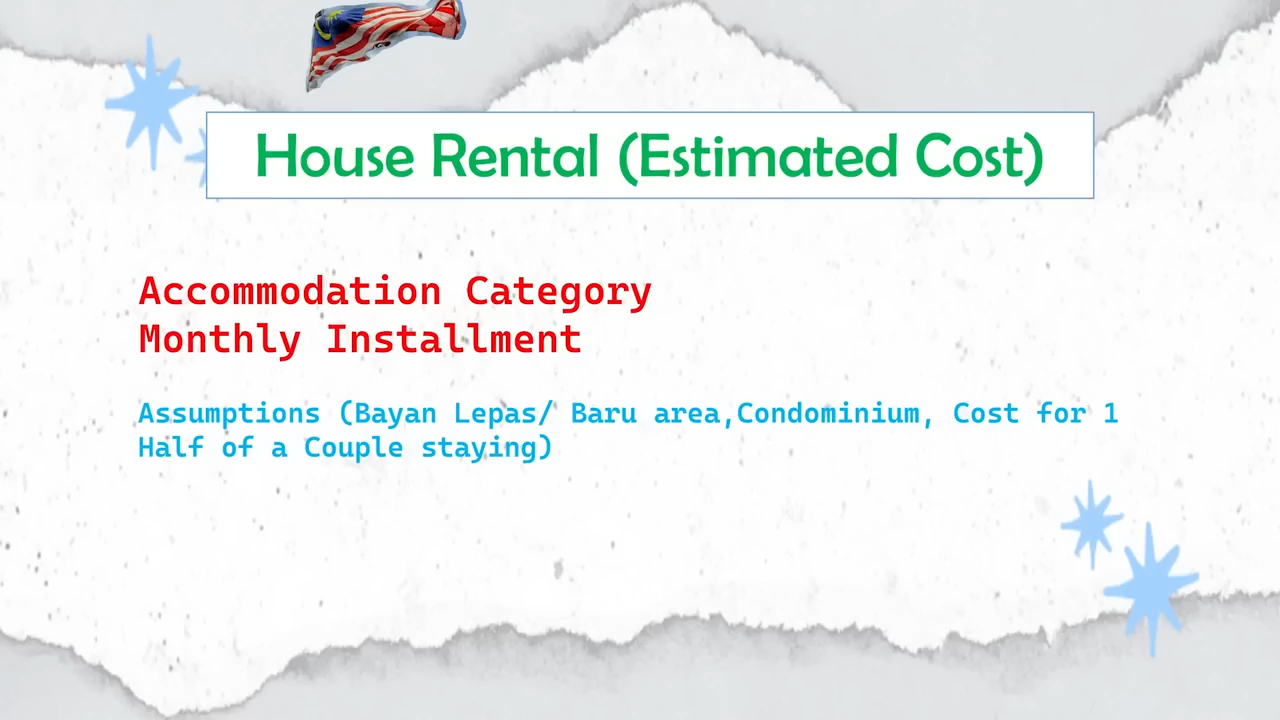 House Rental (Estimated Cost)
Accommodation Category
Monthly Installment
Assumptions (Bayan Lepas/ Baru area,Condominium, Cost for 1
Half of a Couple staying)